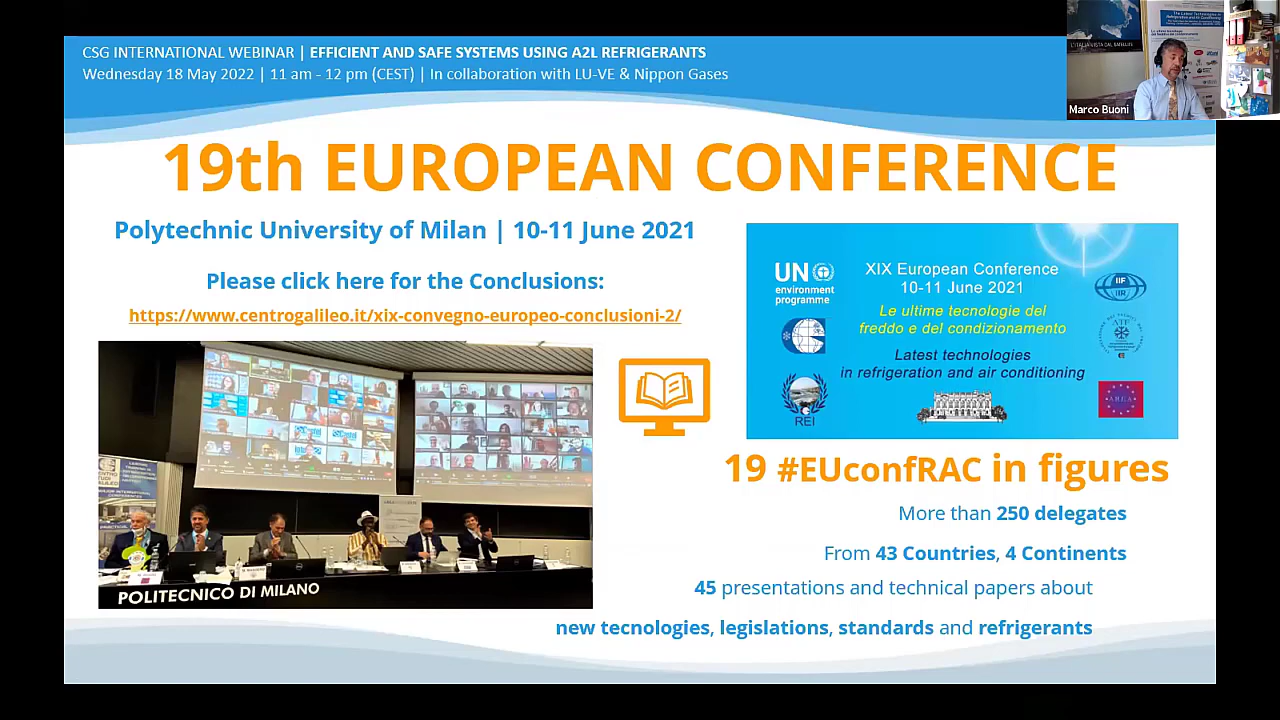 CSG INTERNATIONAL WEBINAR | EFFICIENT AND SAFE SYSTEMS USING A2L REFRIGERANTS
Wednesday 18 May 2022 | 11 am - 12 pm (CEST) | In collaboration with LU-VE & Nippon Gases
Marco Buoni
19th EUROPEAN CONFERENCE
Polytechnic University of Milan | 10-11 June 2021
Please click here for the Conclusions:
https://www.centrogalileo.it/xix-convegno-europeo-conclusioni-2/
POLITECNICO DI MILANO
UN
environment
programme
XIX European Conference
10-11 June 2021
Le ultime tecnologie del
freddo e del condizionamento
Latest technologies
in refrigeration and air conditioning
REI
IIF
IIR
ATF
AREA
19 #EUconfRAC in figures
More than 250 delegates
From 43 Countries, 4 Continents
45 presentations and technical papers about
new tecnologies, legislations, standards and refrigerants